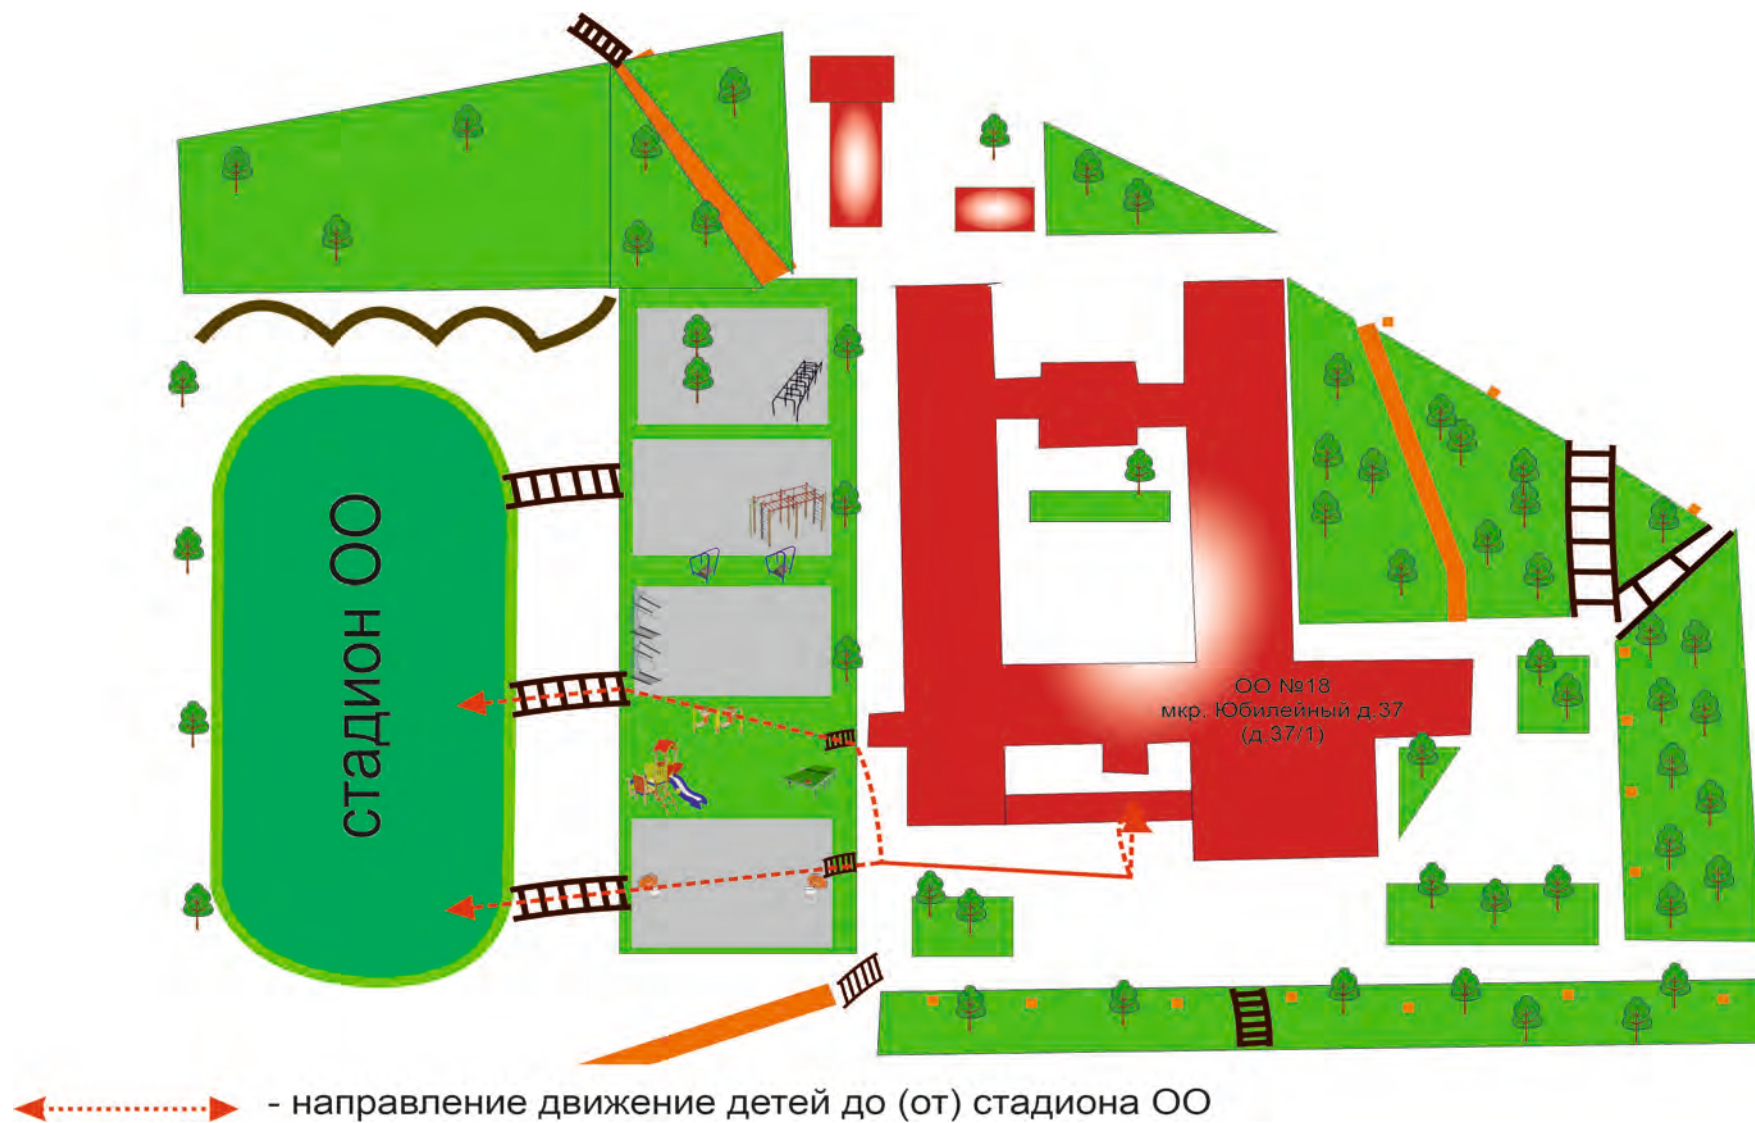 стадион ОО
ОО №18
мкр. Юбилейный д.37
(д.37/1)
- направление движение детей до (от) стадиона ОО